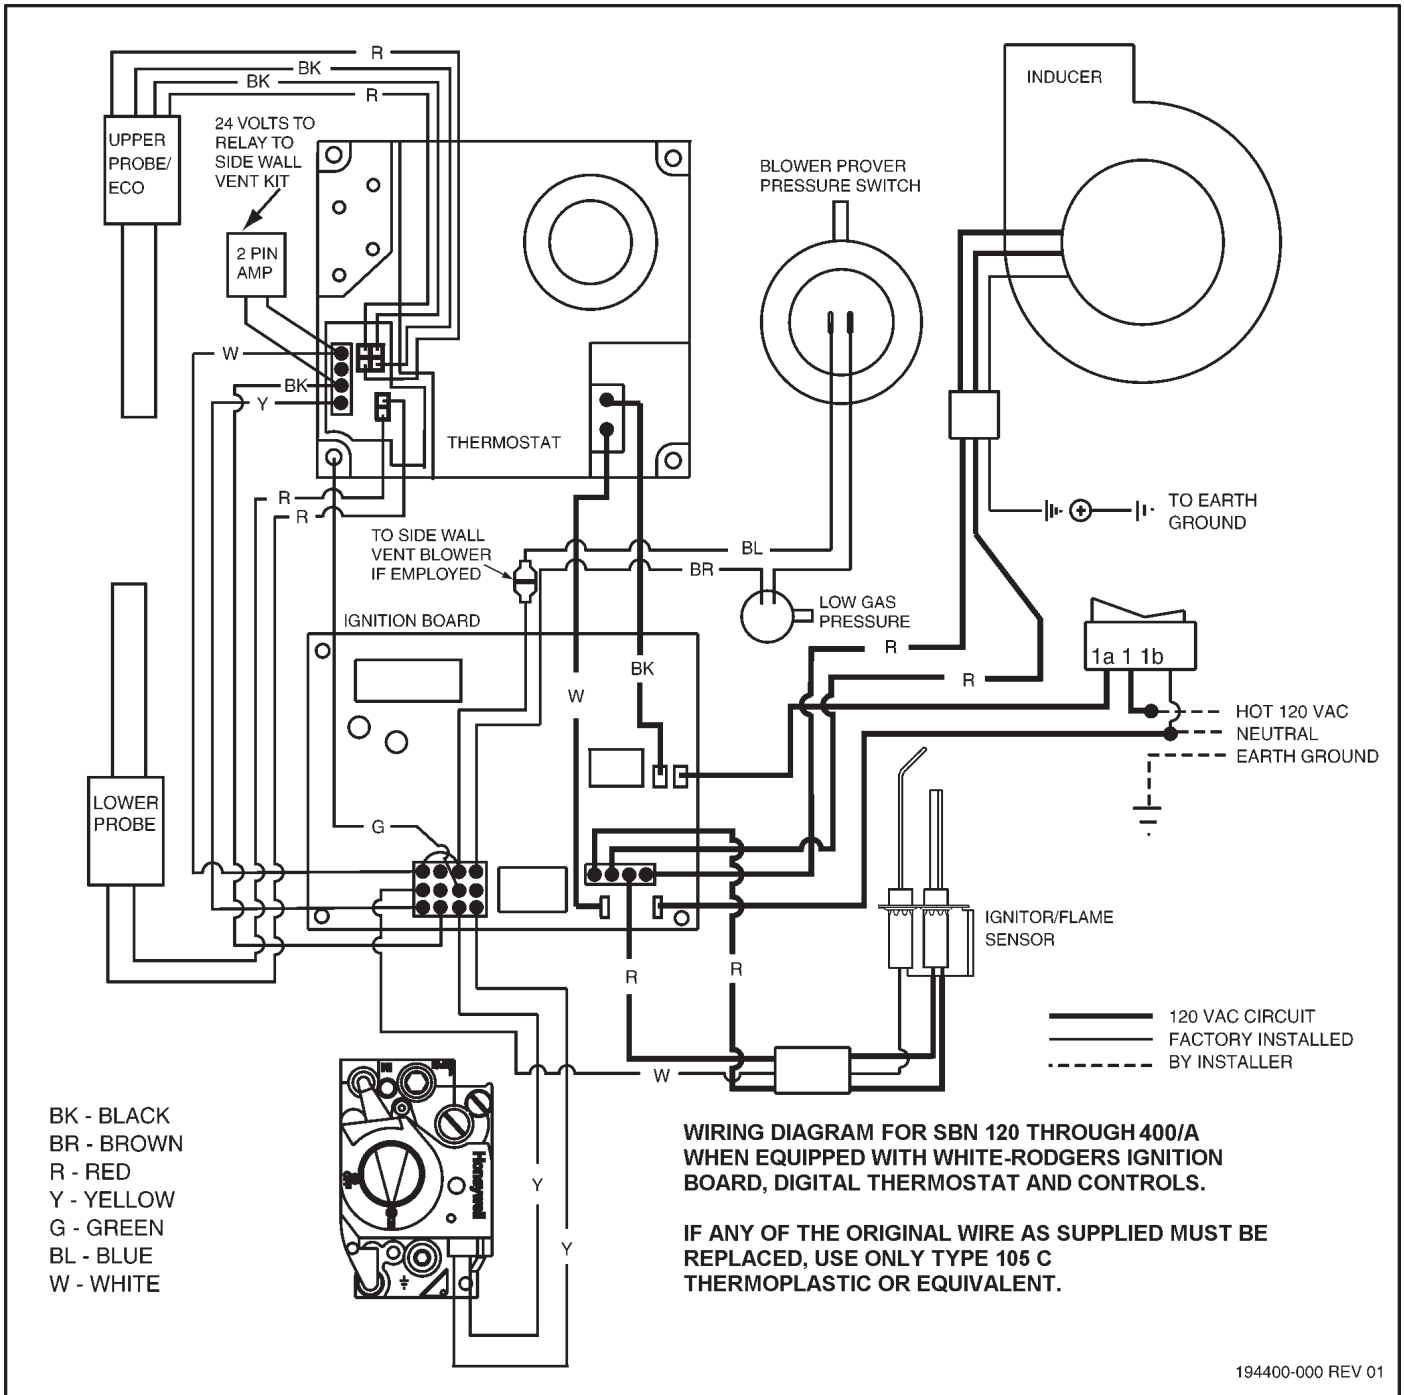 R
BK
BK
R
UPPER
PROBE/
ECO
24 VOLTS TO
RELAY TO
SIDE WALL
VENT KIT
2 PIN
AMP
INDUCER
BLOWER PROVER
PRESSURE SWITCH
W
BK
Y
THERMOSTAT
R
R
TO EARTH
GROUND
TO SIDE WALL
VENT BLOWER
IF EMPLOYED
BL
BR
LOW GAS
PRESSURE
IGNITION BOARD
1a 1 1b
R
R
W
BK
HOT 120 VAC
NEUTRAL
EARTH GROUND
LOWER
PROBE
G
IGNITOR/FLAME
SENSOR
R
R
120 VAC CIRCUIT
FACTORY INSTALLED
BY INSTALLER
W
Honeywell
IN
Y
Y
BK - BLACK
BR - BROWN
R - RED
Y - YELLOW
G - GREEN
BL - BLUE
W - WHITE
WIRING DIAGRAM FOR SBN 120 THROUGH 400/A
WHEN EQUIPPED WITH WHITE-RODGERS IGNITION
BOARD, DIGITAL THERMOSTAT AND CONTROLS.
IF ANY OF THE ORIGINAL WIRE AS SUPPLIED MUST BE
REPLACED, USE ONLY TYPE 105 C
THERMOPLASTIC OR EQUIVALENT.
194400-000 REV 01